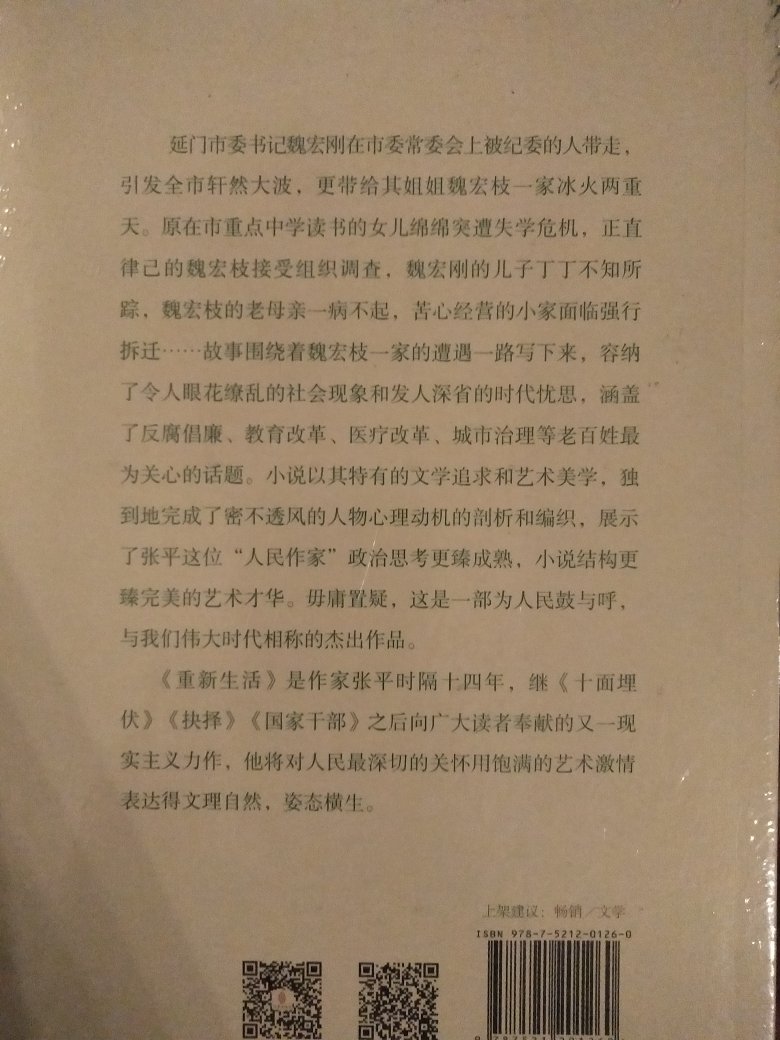 延门市委书记魏宏刚在市委常委会上被纪委的人带走，
引发全市轩然大波，更带给其姐姐魏宏枝一家冰火两重
天。原在市重点中学读书的女儿绵绵突遭失学危机，正直
律己的魏宏枝接受组织调查，魏宏刚的儿子丁丁不知所
踪，魏宏枝的老母亲一病不起，苦心经营的小家面临强行
拆迁……故事围绕着魏宏枝一家的遭遇一路写下来，容纳
了令人眼花缭乱的社会现象和发人深省的时代忧思，涵盖
了反腐倡廉、教育改革、医疗改革、城市治理等老百姓最
为关心的话题。小说以其特有的文学追求和艺术美学，独
到地完成了密不透风的人物心理动机的剖析和编织，展示
了张平这位“人民作家”政治思考更臻成熟，小说结构更
臻完美的艺术才华。毋庸置疑，这是一部为人民鼓与呼，
与我们伟大时代相称的杰出作品。
《重新生活》是作家张平时隔十四年，继《十面埋
伏》《抉择》《国家干部》之后向广大读者奉献的又一现
实主义力作，他将对人民最深切的关怀用饱满的艺术激情
表达得文理自然，姿态横生。
上架建议：畅销／文学
ISBN 978-7-5212-0126-0